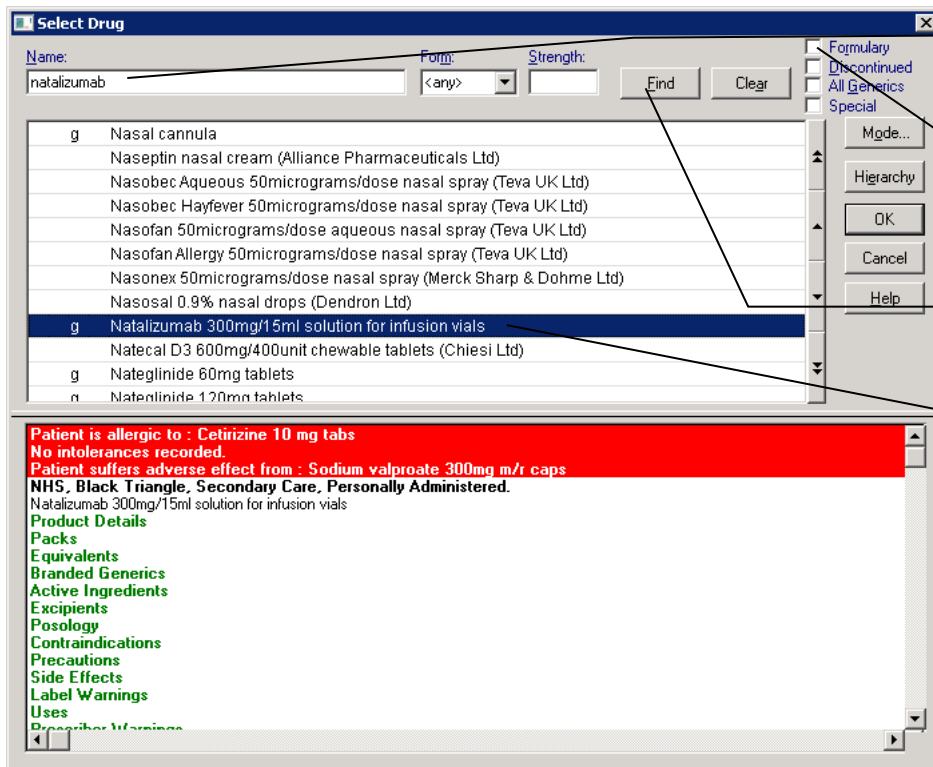 Select Drug
Name:
Form:
Strength:
natalizumab
<any>
Find
Clear
Formulary
Discontinued
All Generics
Special
Mode...
Hierarchy
OK
Cancel
Help
g Nasal cannula
Naseptin nasal cream (Alliance Pharmaceuticals Ltd)
Nasobec Aqueous 50micrograms/dose nasal spray (Teva UK Ltd)
Nasobec Hayfever 50micrograms/dose nasal spray (Teva UK Ltd)
Nasofan 50micrograms/dose aqueous nasal spray (Teva UK Ltd)
Nasofan Allergy 50micrograms/dose nasal spray (Teva UK Ltd)
Nasonex 50micrograms/dose nasal spray (Merck Sharp & Dohme Ltd)
Nasosal 0.9% nasal drops (Dendron Ltd)
g Natalizumab 300mg/15ml solution for infusion vials
Natecal D3 600mg/400unit chewable tablets (Chiesi Ltd)
g Nateglinide 60mg tablets
g Nateglinide 120mg tablets
Patient is allergic to : Cetirizine 10 mg tabs
No intolerances recorded.
Patient suffers adverse effect from : Sodium valproate 300mg m/r caps
NHS, Black Triangle, Secondary Care, Personally Administered.
Natalizumab 300mg/15ml solution for infusion vials
Product Details
Packs
Equivalents
Branded Generics
Active Ingredients
Excipients
Posology
Contraindications
Precautions
Side Effects
Label Warnings
Uses
Prescriber Warnings